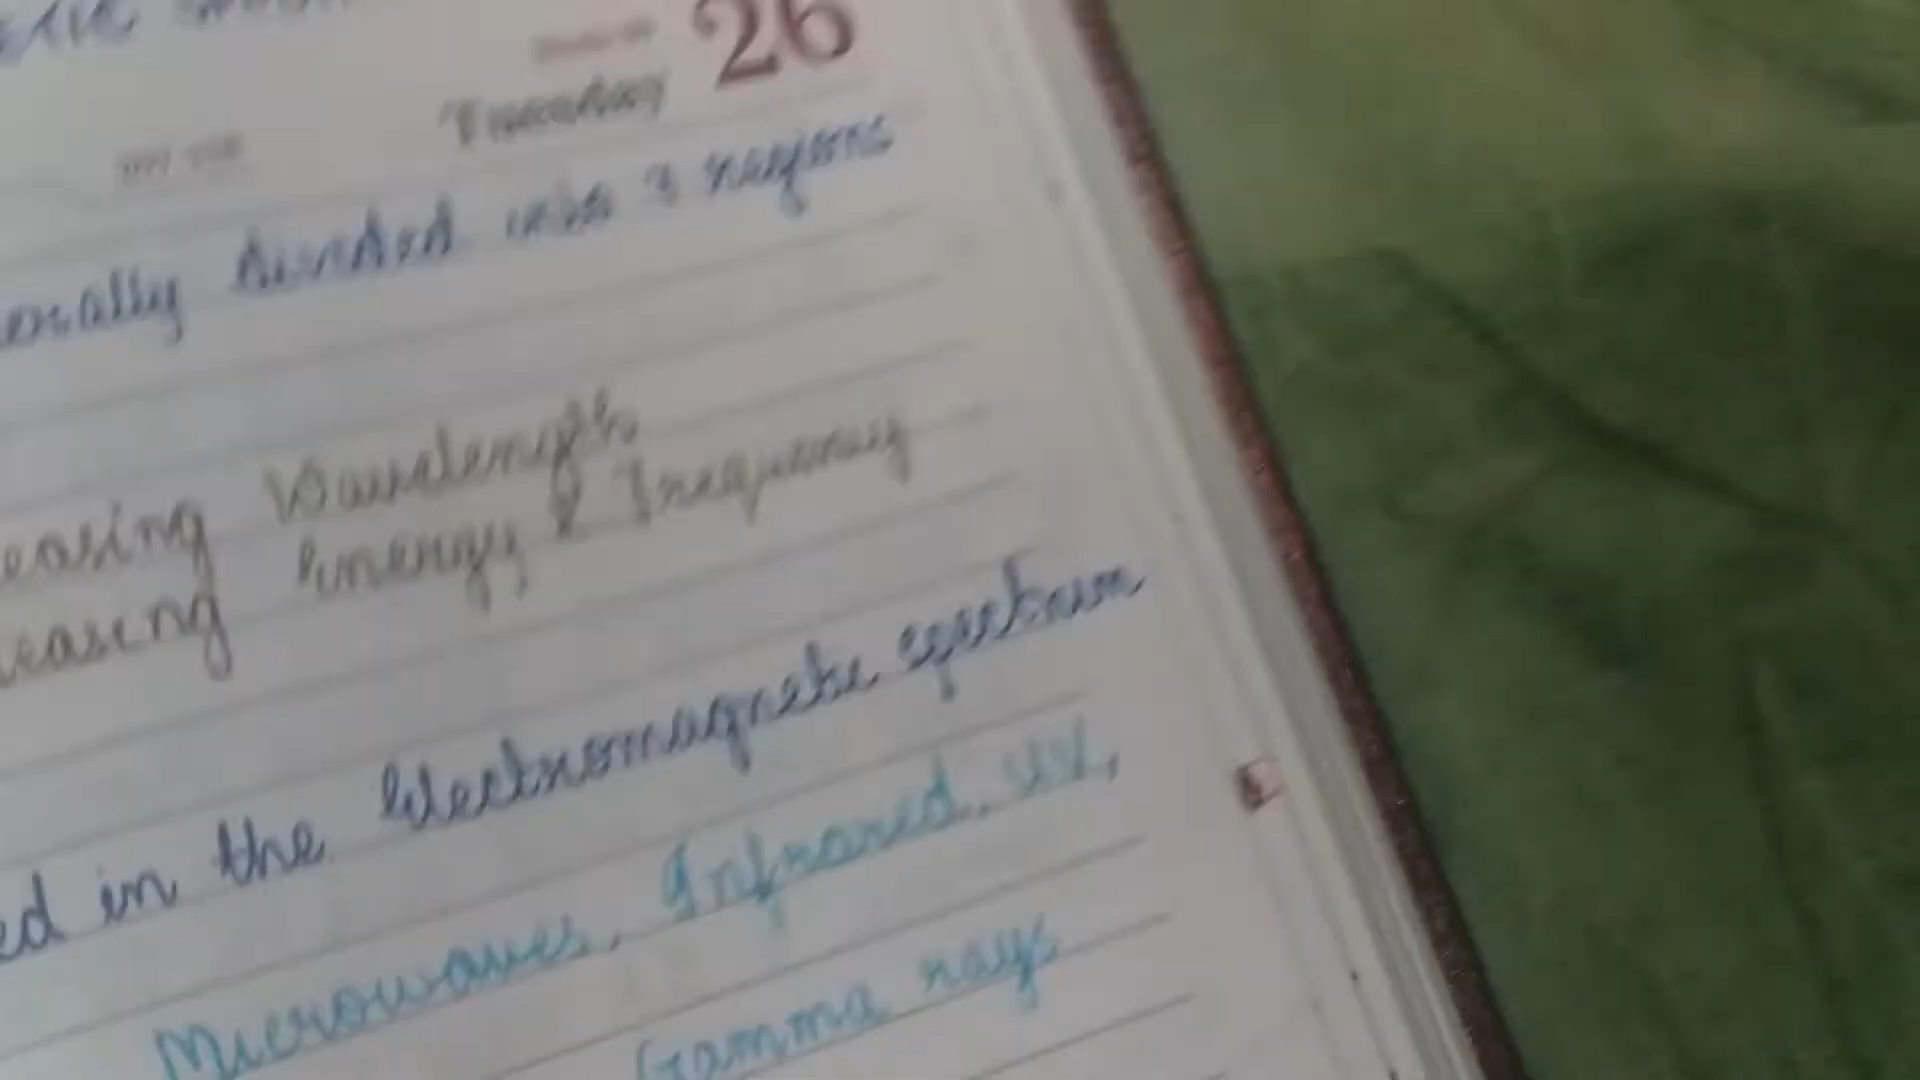 26
Tuesday
enally divided into 7 regions
easing Wavelength
easing Energy & Frequency
ed in the Electromagnetic spectrum
Microwaves, Infrared, UV,
Gamma rays